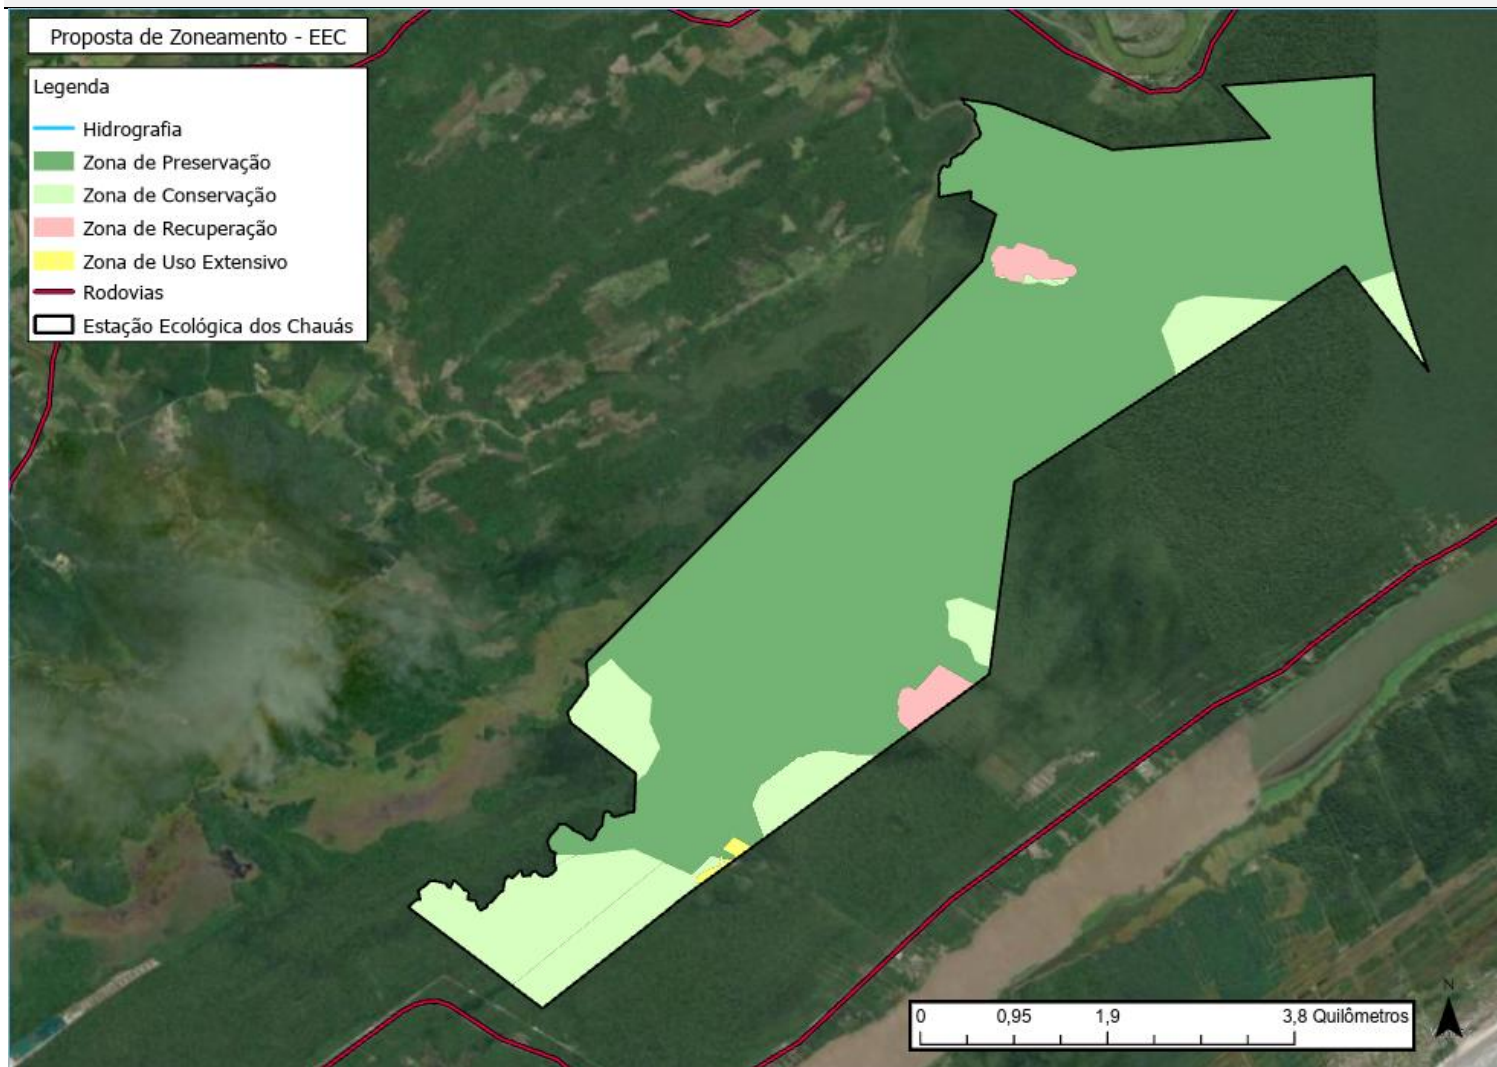 Proposta de Zoneamento - EEC
Legenda
Hidrografia
Zona de Preservação
Zona de Conservação
Zona de Recuperação
Zona de Uso Extensivo
Rodovias
Estação Ecológica dos Chauás
N
0 0,95 1,9 3,8 Quilômetros